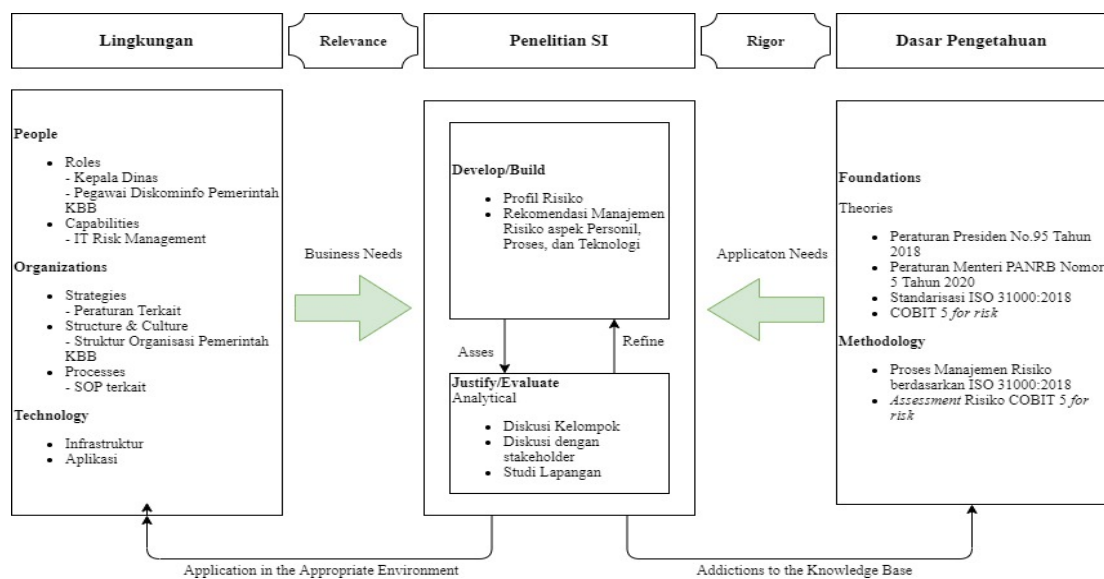 Lingkungan
Relevance
Penelitian SI
Rigor
Dasar Pengetahuan
People
• Roles
- Kepala Dinas
- Pegawai Diskominfo Pemerintah
KBB
• Capabilities
- IT Risk Management
Organizations
• Strategies
- Peraturan Terkait
• Structure & Culture
- Struktur Organisasi Pemerintah
KBB
• Processes
- SOP terkait
Technology
• Infrastruktur
• Aplikasi
Business Needs
Develop/Build
• Profil Risiko
• Rekomendasi Manajemen
Risiko aspek Personil,
Proses, dan Teknologi
Asses
Refine
Justify/Evaluate
Analytical
• Diskusi Kelompok
• Diskusi dengan
stakeholder
• Studi Lapangan
Applicaton Needs
Foundations
Theories
• Peraturan Presiden No.95 Tahun
2018
• Peraturan Menteri PANRB Nomor
5 Tahun 2020
• Standarisasi ISO 31000:2018
• COBIT 5 for risk
Methodology
• Proses Manajemen Risiko
berdasarkan ISO 31000:2018
• Assessment Risiko COBIT 5 for
risk
Application in the Appropriate Environment
Addictions to the Knowledge Base